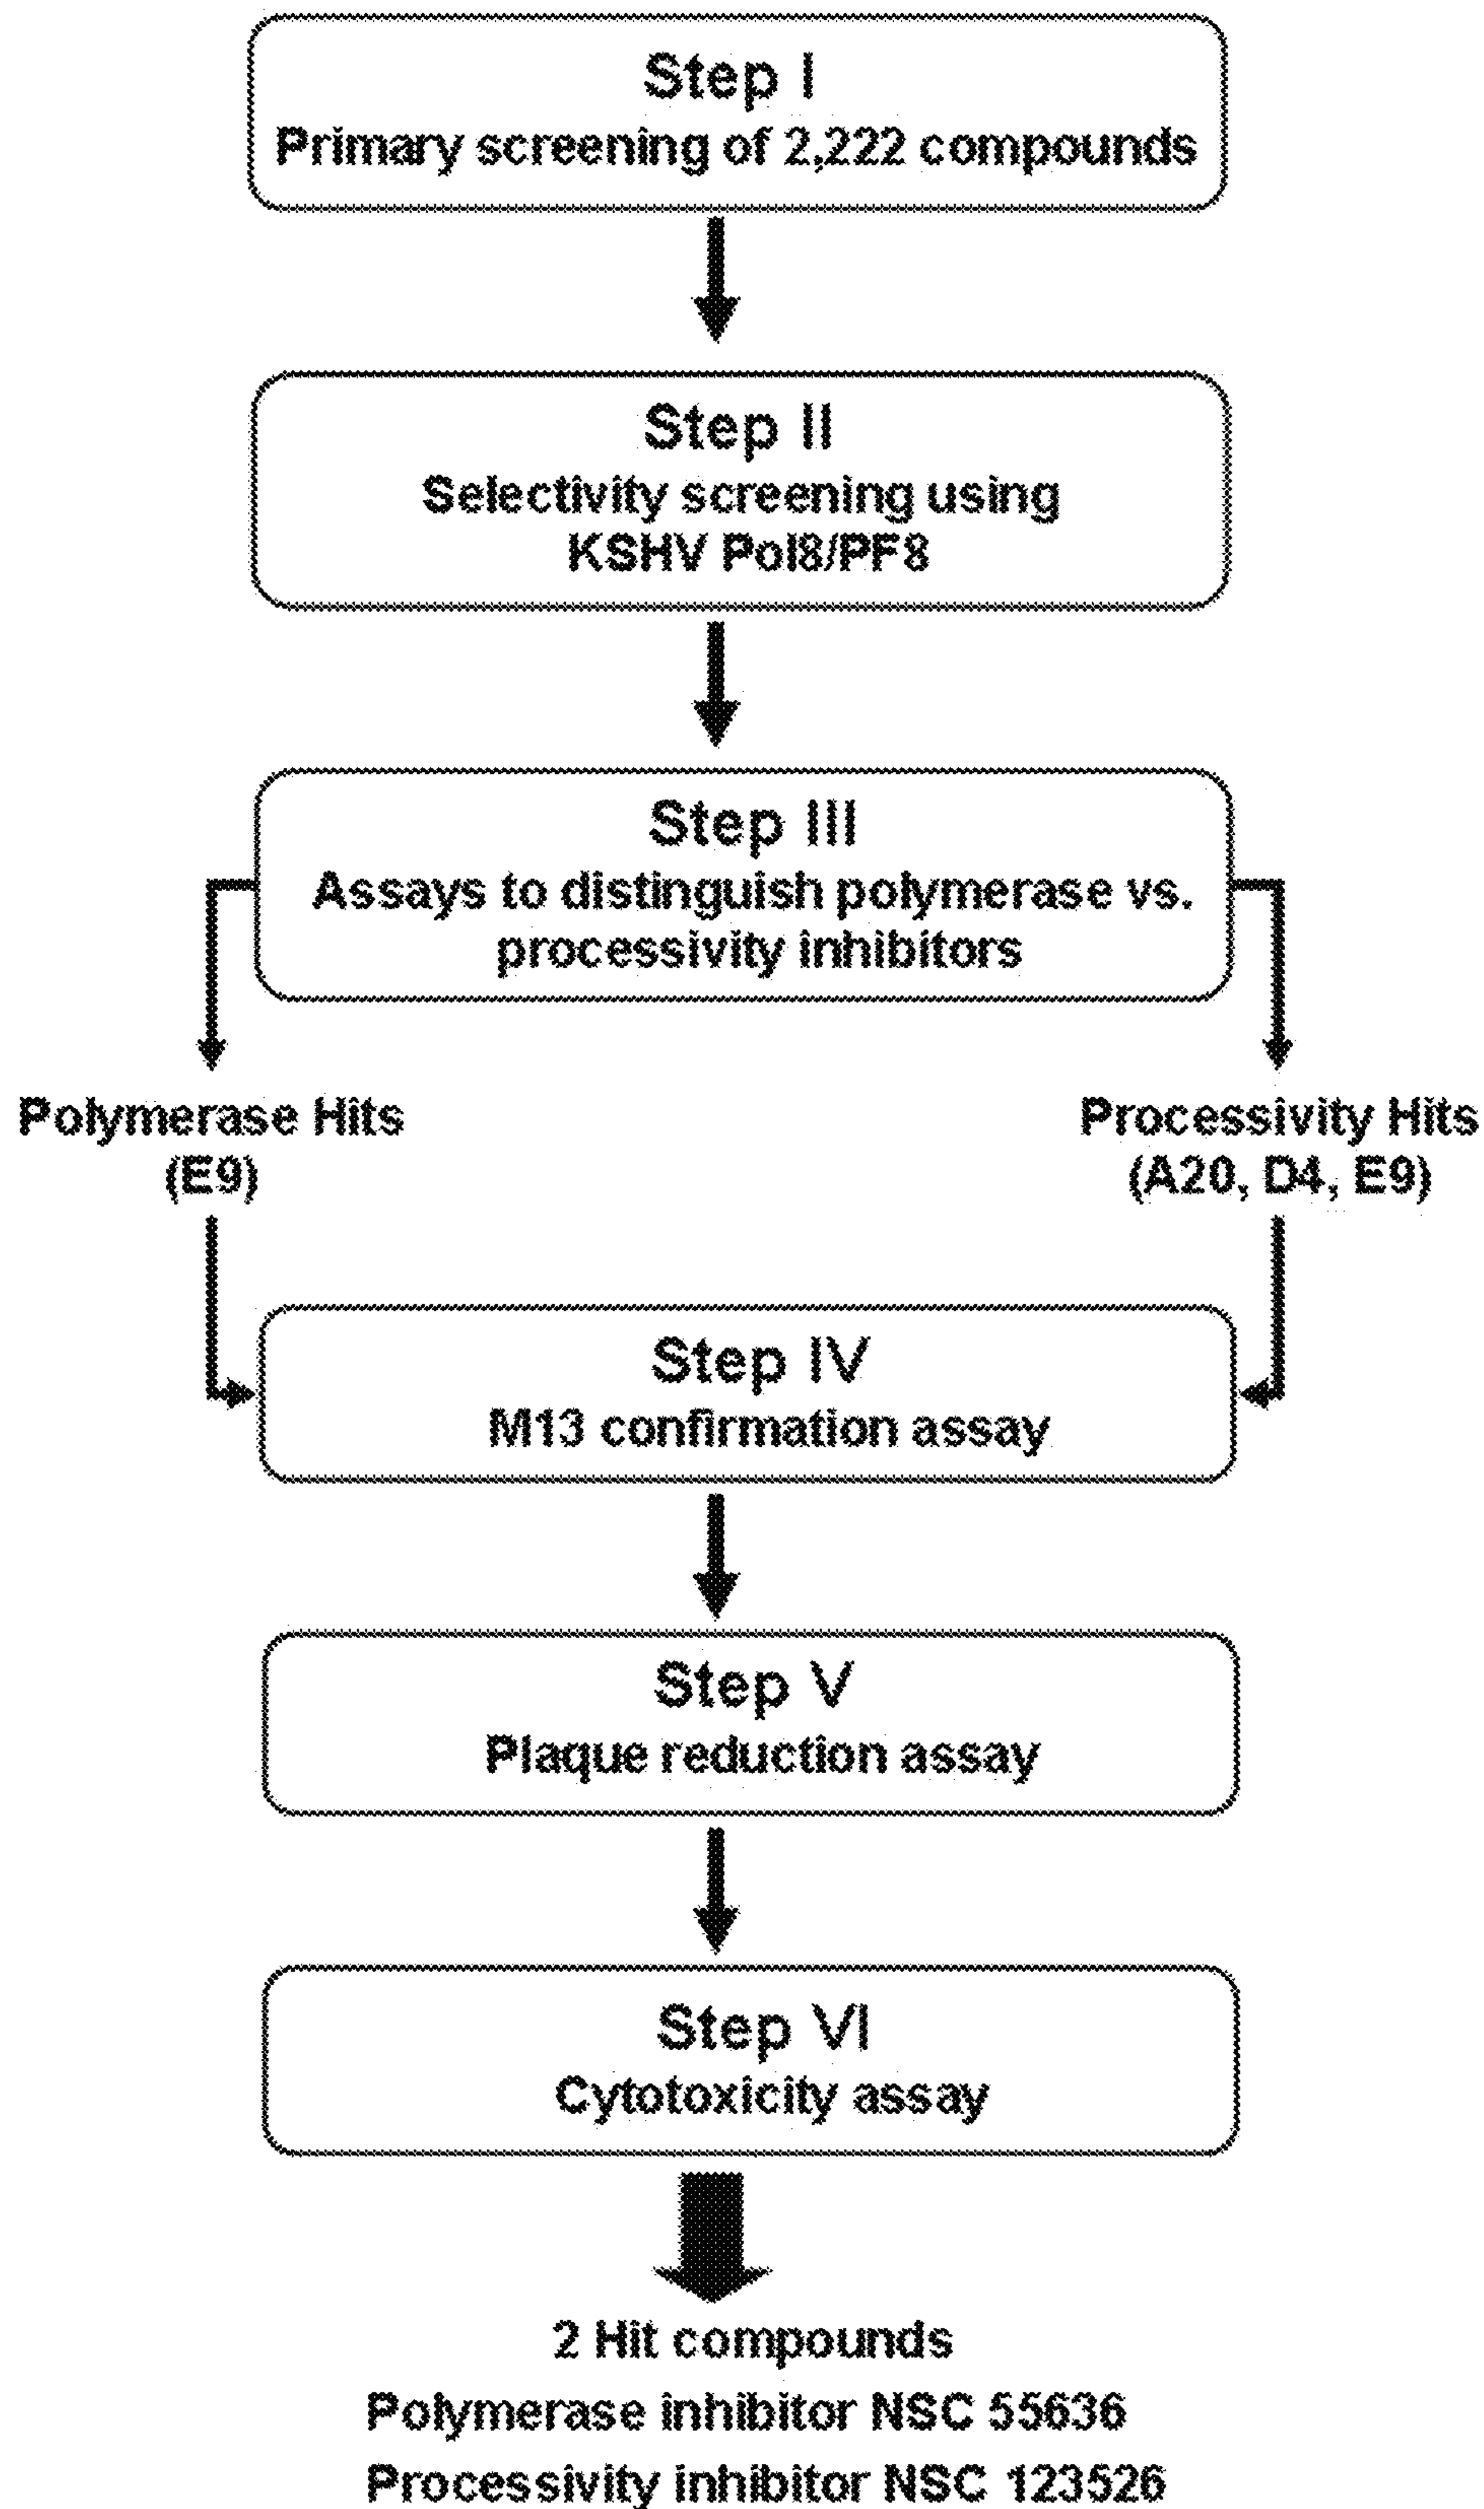 Step I
Primary screening of 2,222 compounds
Step II
Selectivity screening using
KSHV Pol8/PF8
Step III
Assays to distinguish polymerase vs.
processivity inhibitors
Polymerase Hits
(E9)
Processivity Hits
(A20, D4, E9)
Step IV
M13 confirmation assay
Step V
Plaque reduction assay
Step VI
Cytotoxicity assay
2 Hit compounds
Polymerase inhibitor NSC 55636
Processivity inhibitor NSC 123526